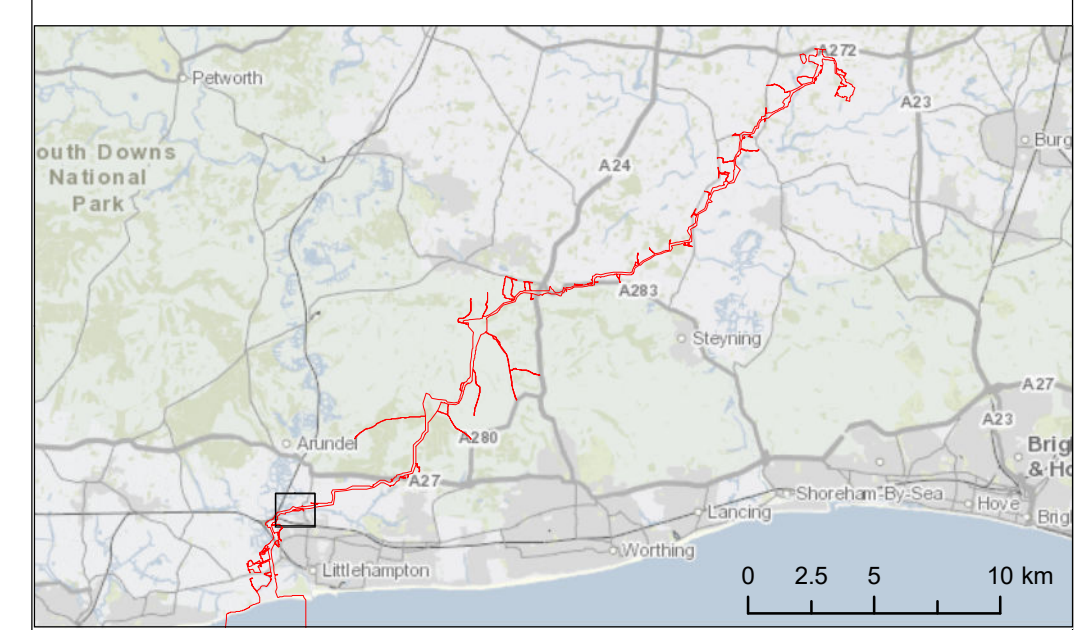 A272
Petworth
A23
Burg
outh Downs
National
Park
A24
A283
Steyning
A27
A23
Arundel
A280
Brig
& Ho
A27
Shoreham-By-Sea
Hove
Lancing
Brig
Worthing
Littlehampton
0 2.5 5 10 km